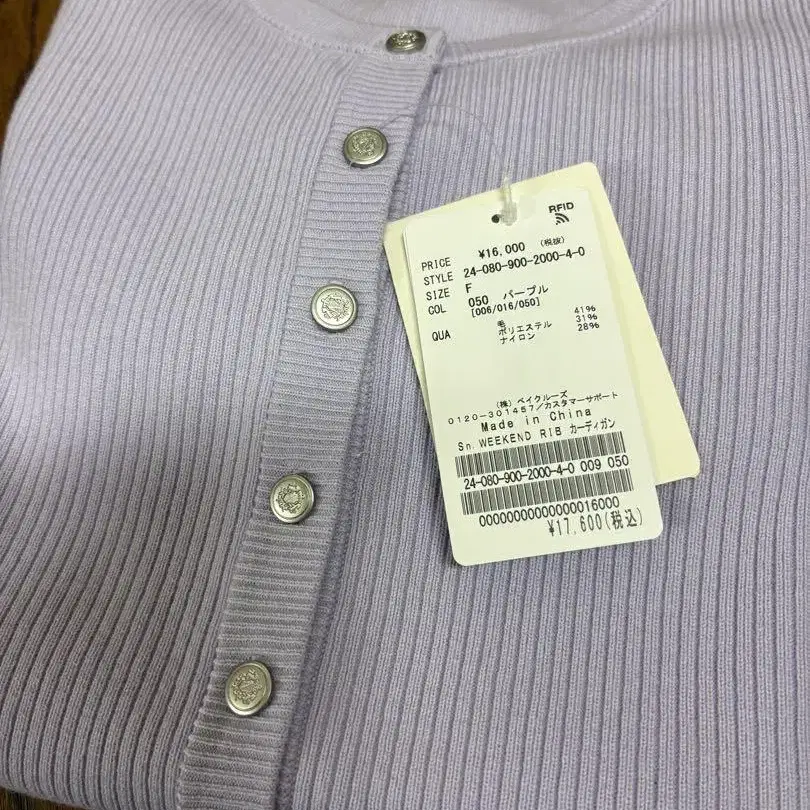 RFID
PRICE ¥16,000 (税抜)
STYLE 24-080-900-2000-4-0
SIZE F
COL 050 パープル
[006/016/050]
QUA 毛 41%
ポリエステル 31%
ナイロン 28%
(株) ベイクルーズ
0120-301457/カスタマーサポート
Made in China
Sn.WEEKEND RIB カーディガン
24-080-900-2000-4-0 009 050
00000000000000016000
¥17,600(税込)